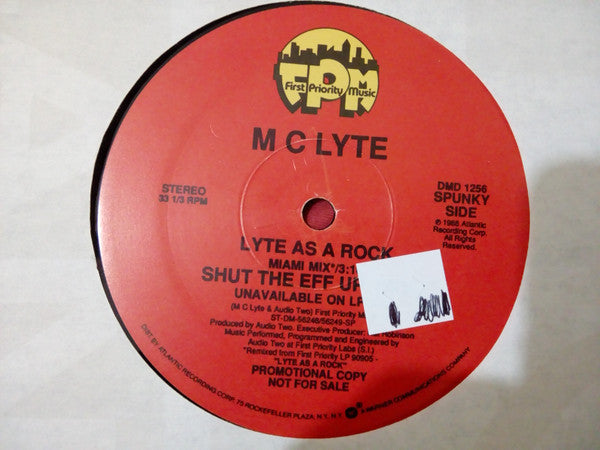 FPM
First Priority Music
M C LYTE
STEREO
33 1/3 RPM
DMD 1256
SPUNKY
SIDE
℗ 1988 Atlantic
Recording Corp.
All Rights
Reserved.
LYTE AS A ROCK
MIAMI MIX*/3:1
SHUT THE EFF UP
UNAVAILABLE ON LP
(M C Lyte & Audio Two) First Priority M
ST-DM-56248/56249-SP
Produced by Audio Two. Executive Producer: Robinson
Music Performed, Programmed and Engineered by
Audio Two at First Priority Labs (S.I.)
*Remixed from First Priority LP 90905 -
"LYTE AS A ROCK"
PROMOTIONAL COPY
NOT FOR SALE
DIST BY ATLANTIC RECORDING CORP. 75 ROCKEFELLER PLAZA, N.Y., N.Y. A WARNER COMMUNICATIONS COMPANY.